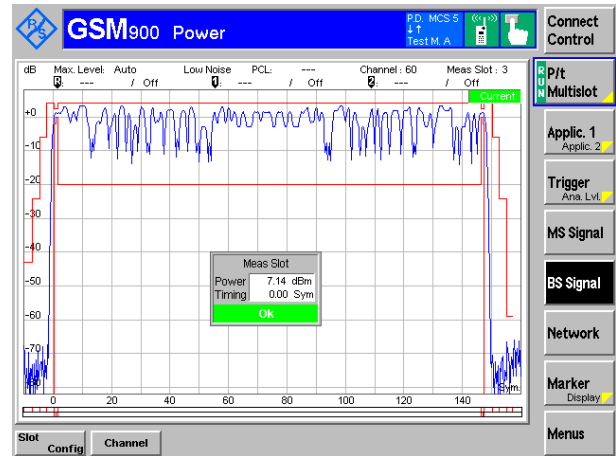 R&S GSM900 Power P.D. MCS 5
Test M. A
Connect Control
dB Max. Level: Auto Low Noise PCL: --- Channel : 60 Meas Slot : 3
R: --- / Off 1: --- / Off 2: --- / Off
Current
+0
-10
-20
-30
-40
-50
-60
-70
-80
0 20 40 60 80 100 120 140 Sym.
Meas Slot
Power 7.14 dBm
Timing 0.00 Sym
Ok
RUN
P/t Multislot
Applic. 1
Applic. 2
Trigger
Ana. Lvl.
MS Signal
BS Signal
Network
Marker
Display
Menus
Slot Config
Channel